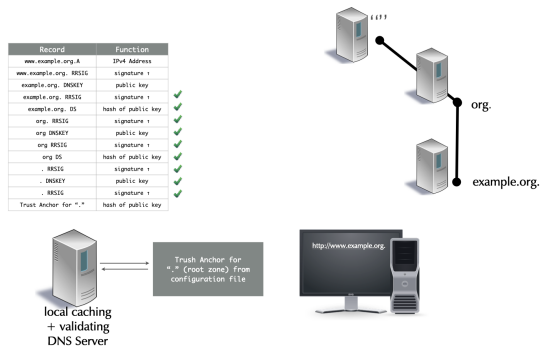 Record Function
www.example.org.A IPv4 Address
www.example.org. RRSIG signature ↑
example.org. DNSKEY public key
example.org. RRSIG signature ↑
example.org. DS hash of public key
org. RRSIG signature ↑
org DNSKEY public key
org RRSIG signature ↑
org DS hash of public key
. RRSIG signature ↑
. DNSKEY public key
. RRSIG signature ↑
Trust Anchor for "." hash of public key
“”
org.
example.org.
Trush Anchor for
"." (root zone) from
configuration file
http://www.example.org.
local caching
+ validating
DNS Server